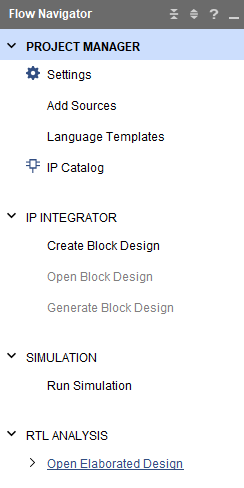 Flow Navigator
PROJECT MANAGER
Settings
Add Sources
Language Templates
IP Catalog
IP INTEGRATOR
Create Block Design
Open Block Design
Generate Block Design
SIMULATION
Run Simulation
RTL ANALYSIS
Open Elaborated Design